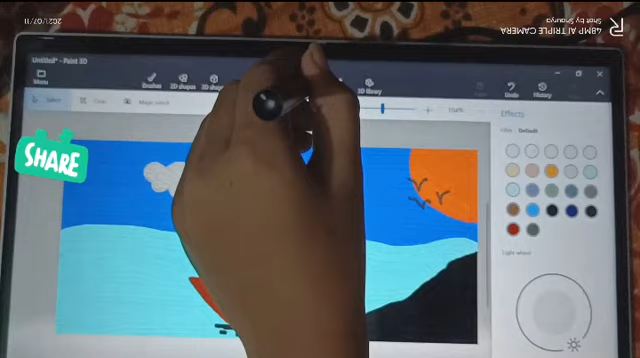 2021/07/11
Shot by Shaurya
48MP AI TRIPLE CAMERA
Untitled* - Paint 3D
Menu
Brushes
2D shapes
3D shapes
3D library
Undo
History
Select
Crop
Magic select
Effects
Filter Default
Light wheel
SHARE